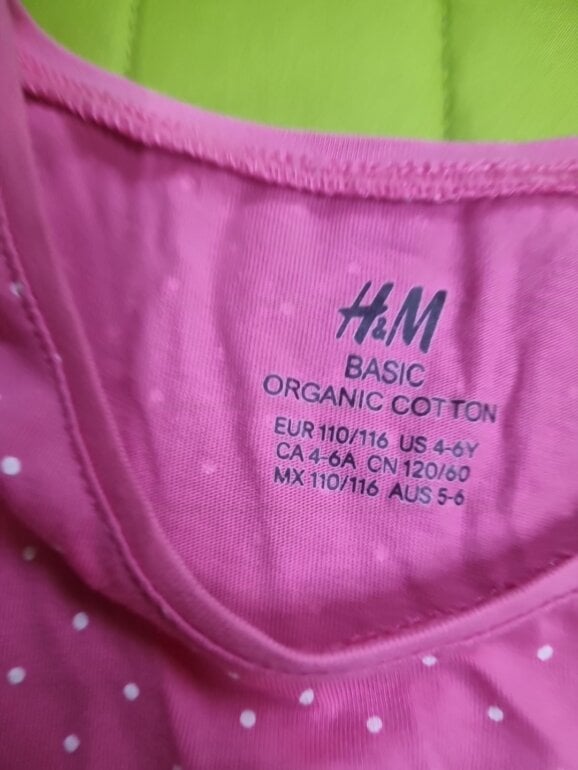 H&M
BASIC
ORGANIC COTTON
EUR 110/116 US 4-6Y
CA 4-6A CN 120/60
MX 110/116 AUS 5-6